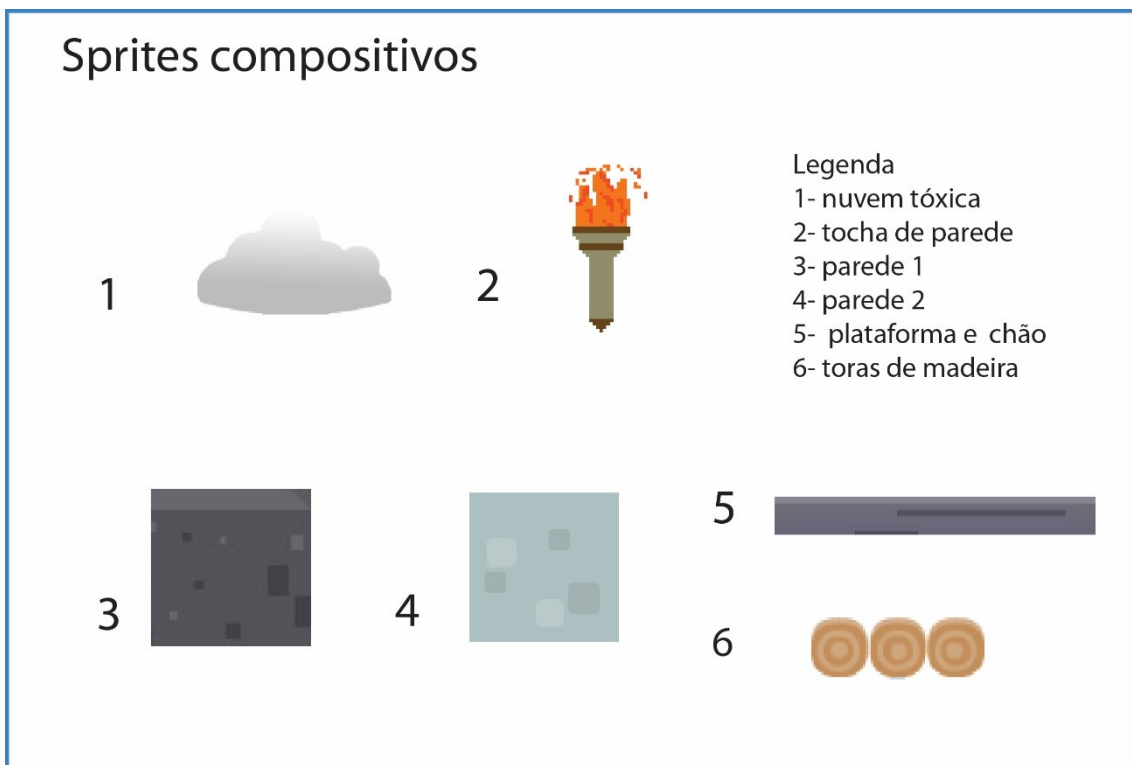 Sprites compositivos
Legenda
1- nuvem tóxica
2- tocha de parede
3- parede 1
4- parede 2
5- plataforma e chão
6- toras de madeira
1
2
3
4
5
6